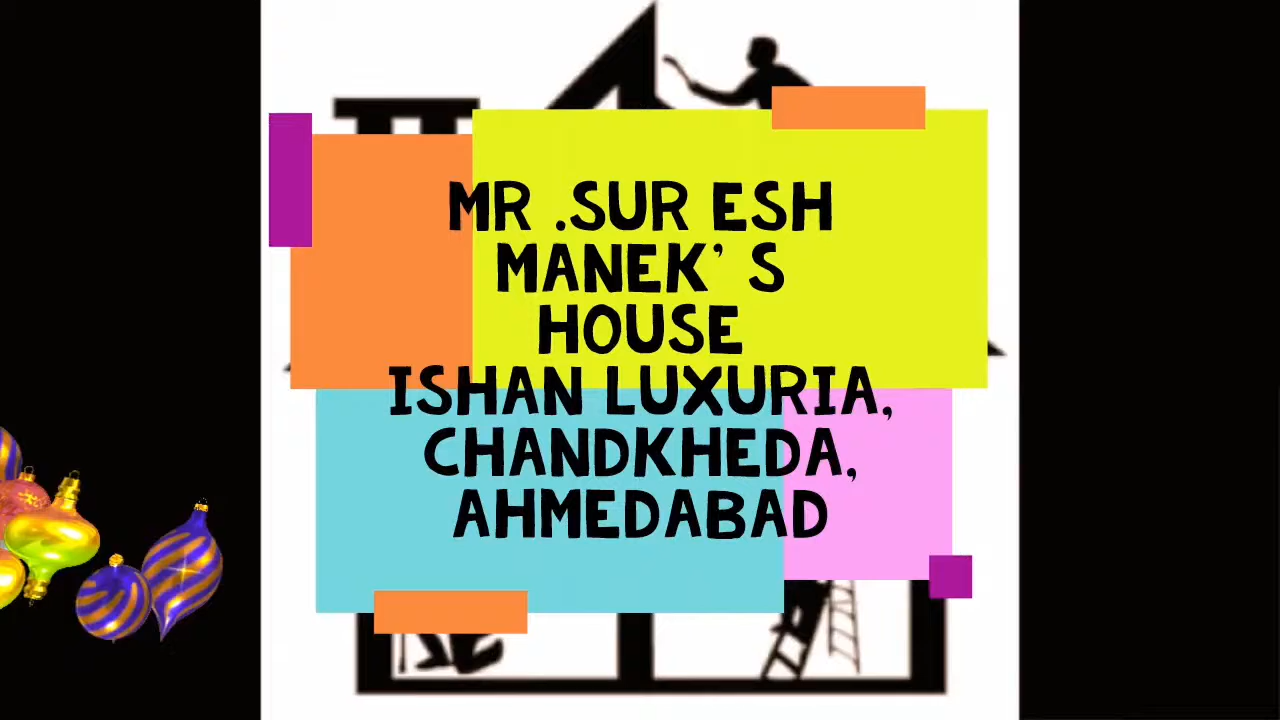 MR .SUR ESH
MANEK' S
HOUSE
ISHAN LUXURIA,
CHANDKHEDA,
AHMEDABAD